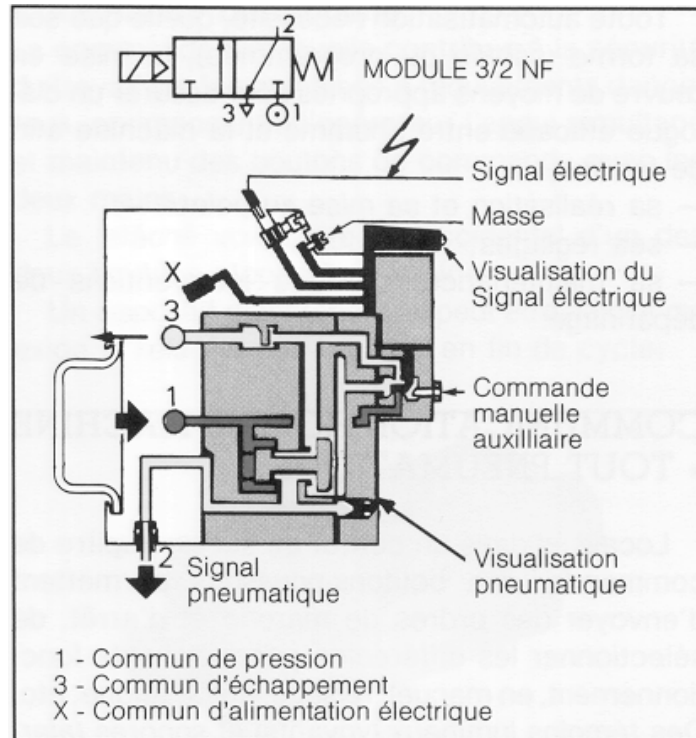 2
MODULE 3/2 NF
3
1
Signal électrique
Masse
X
Visualisation du
Signal électrique
3
1
Commande
manuelle
auxilliaire
2
Signal
pneumatique
Visualisation
pneumatique
1 - Commun de pression
3 - Commun d'échappement
X - Commun d'alimentation électrique